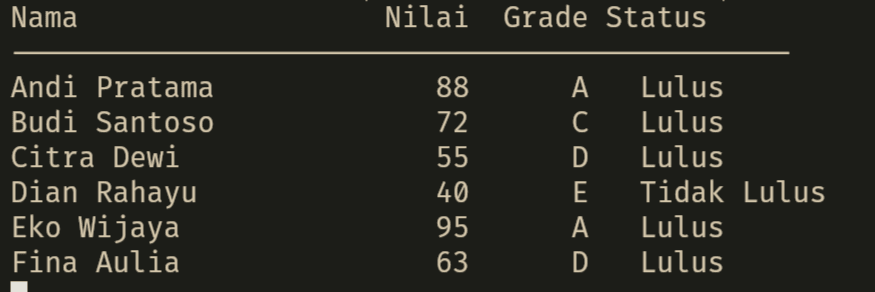 Nama Nilai Grade Status
Andi Pratama 88 A Lulus
Budi Santoso 72 C Lulus
Citra Dewi 55 D Lulus
Dian Rahayu 40 E Tidak Lulus
Eko Wijaya 95 A Lulus
Fina Aulia 63 D Lulus